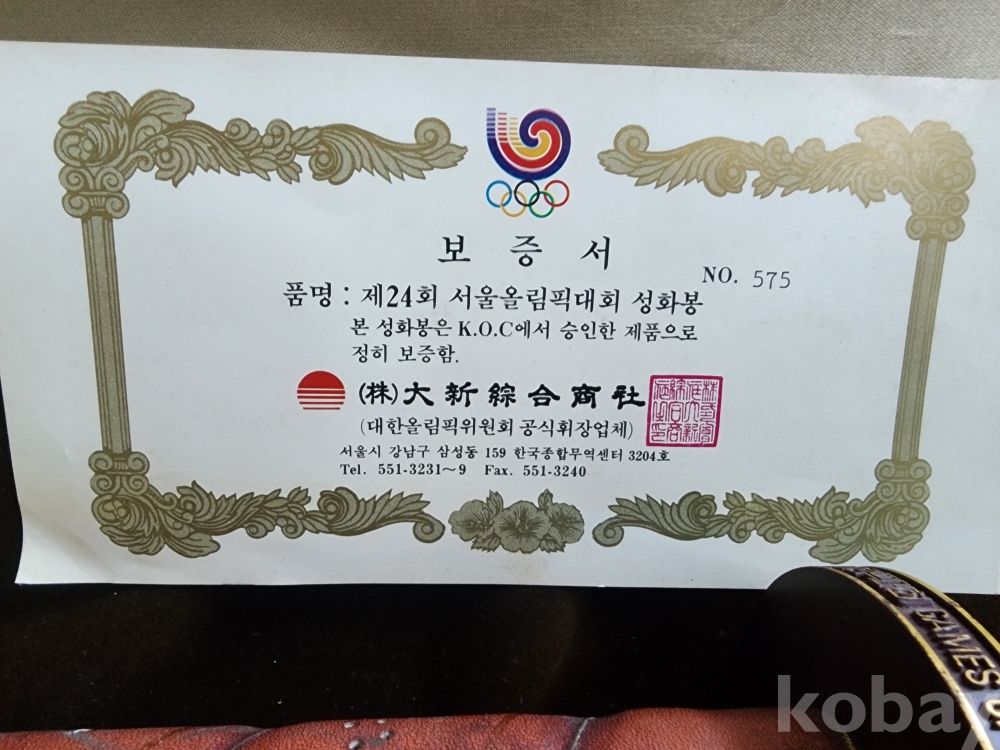 보 증 서
NO. 575
품명 : 제24회 서울올림픽대회 성화봉
본 성화봉은 K.O.C에서 승인한 제품으로
정히 보증함.
(株)大新綜合商社
(대한올림픽위원회 공식휘장업체)
서울시 강남구 삼성동 159 한국종합무역센터 3204호
Tel. 551-3231~9 Fax. 551-3240
GAMES
koba